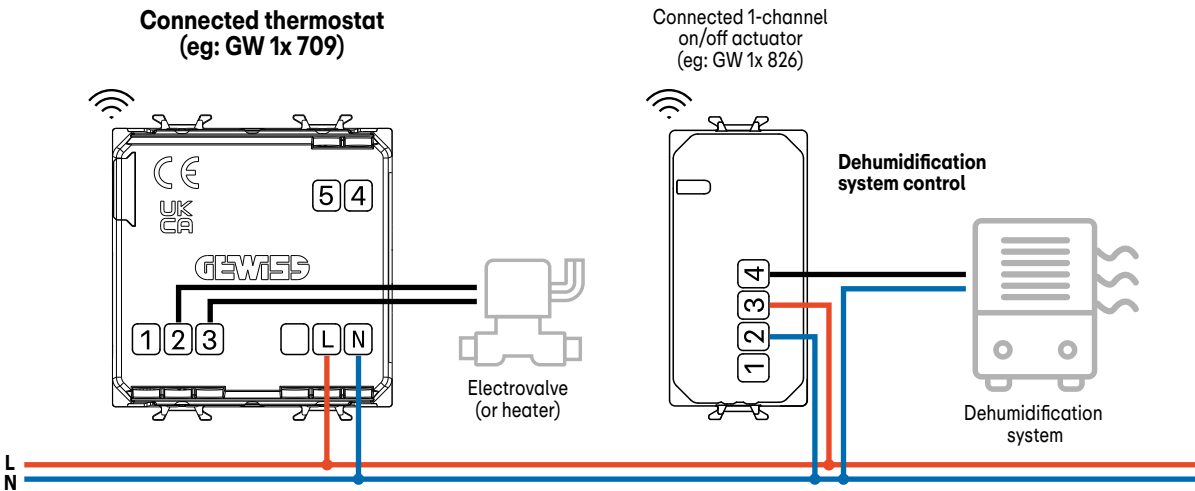 Connected thermostat
(eg: GW 1x 709)
Connected 1-channel
on/off actuator
(eg: GW 1x 826)
CE
UK
CA
5 4
GEWISS
1 2 3 L N
Electrovalve
(or heater)
4
3
2
1
Dehumidification
system control
Dehumidification
system
L
N